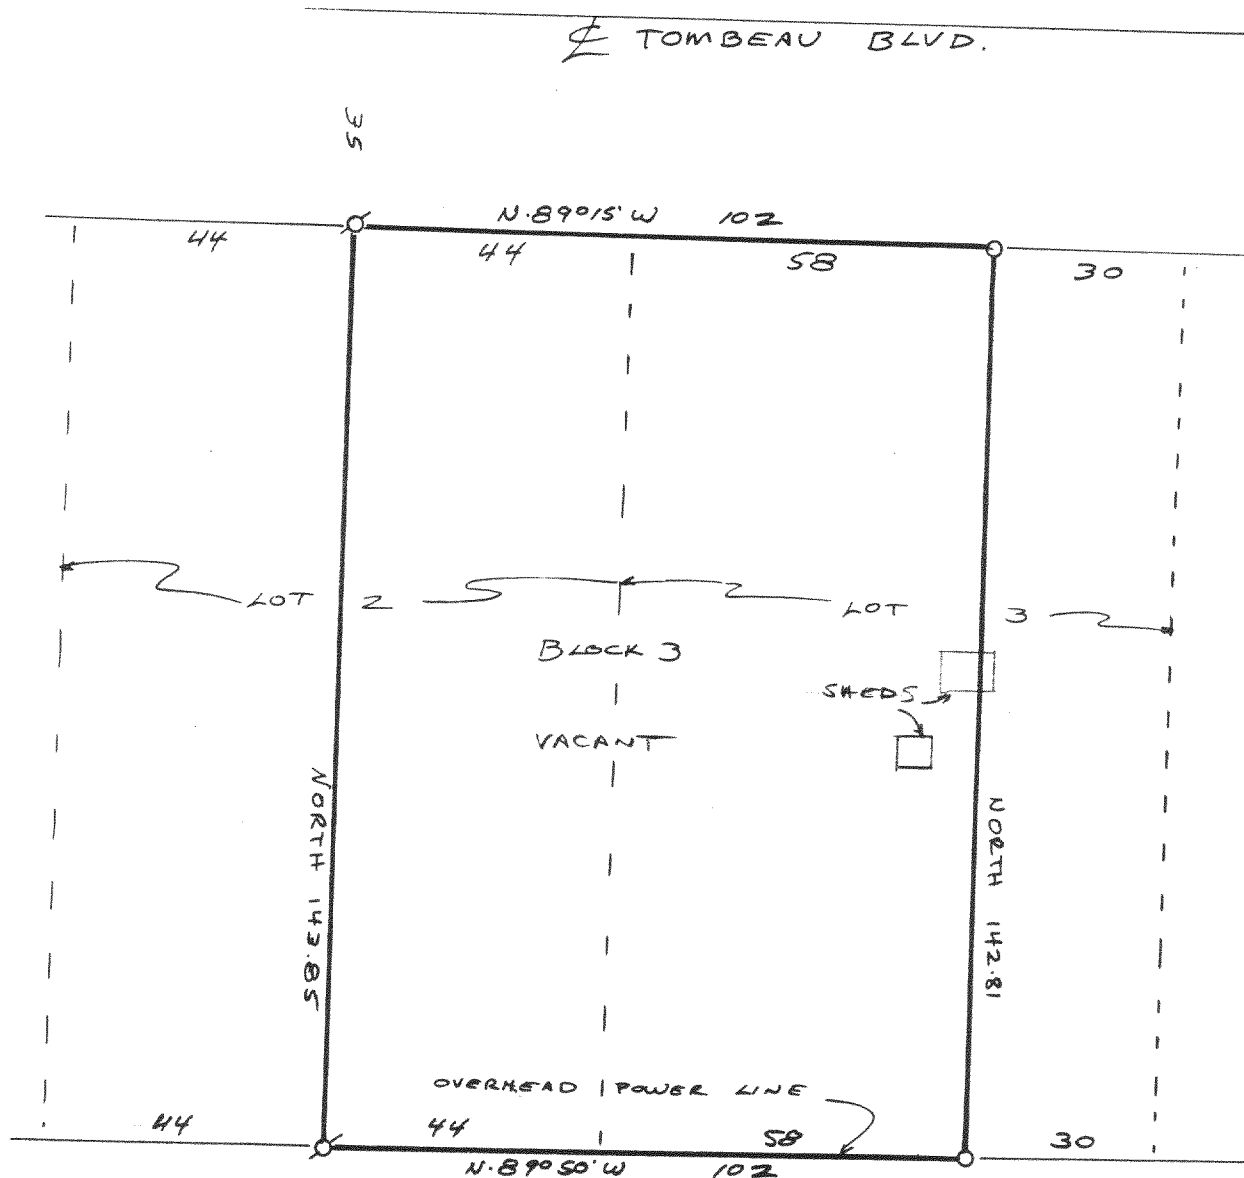 ℄ TOMBEAU BLVD.
35
N.89°15'W 102
44
44
58
30
LOT 2
LOT 3
BLOCK 3
SHEDS
VACANT
NORTH 143.85
NORTH 142.81
OVERHEAD POWER LINE
44
44
58
30
N.89°50'W 102